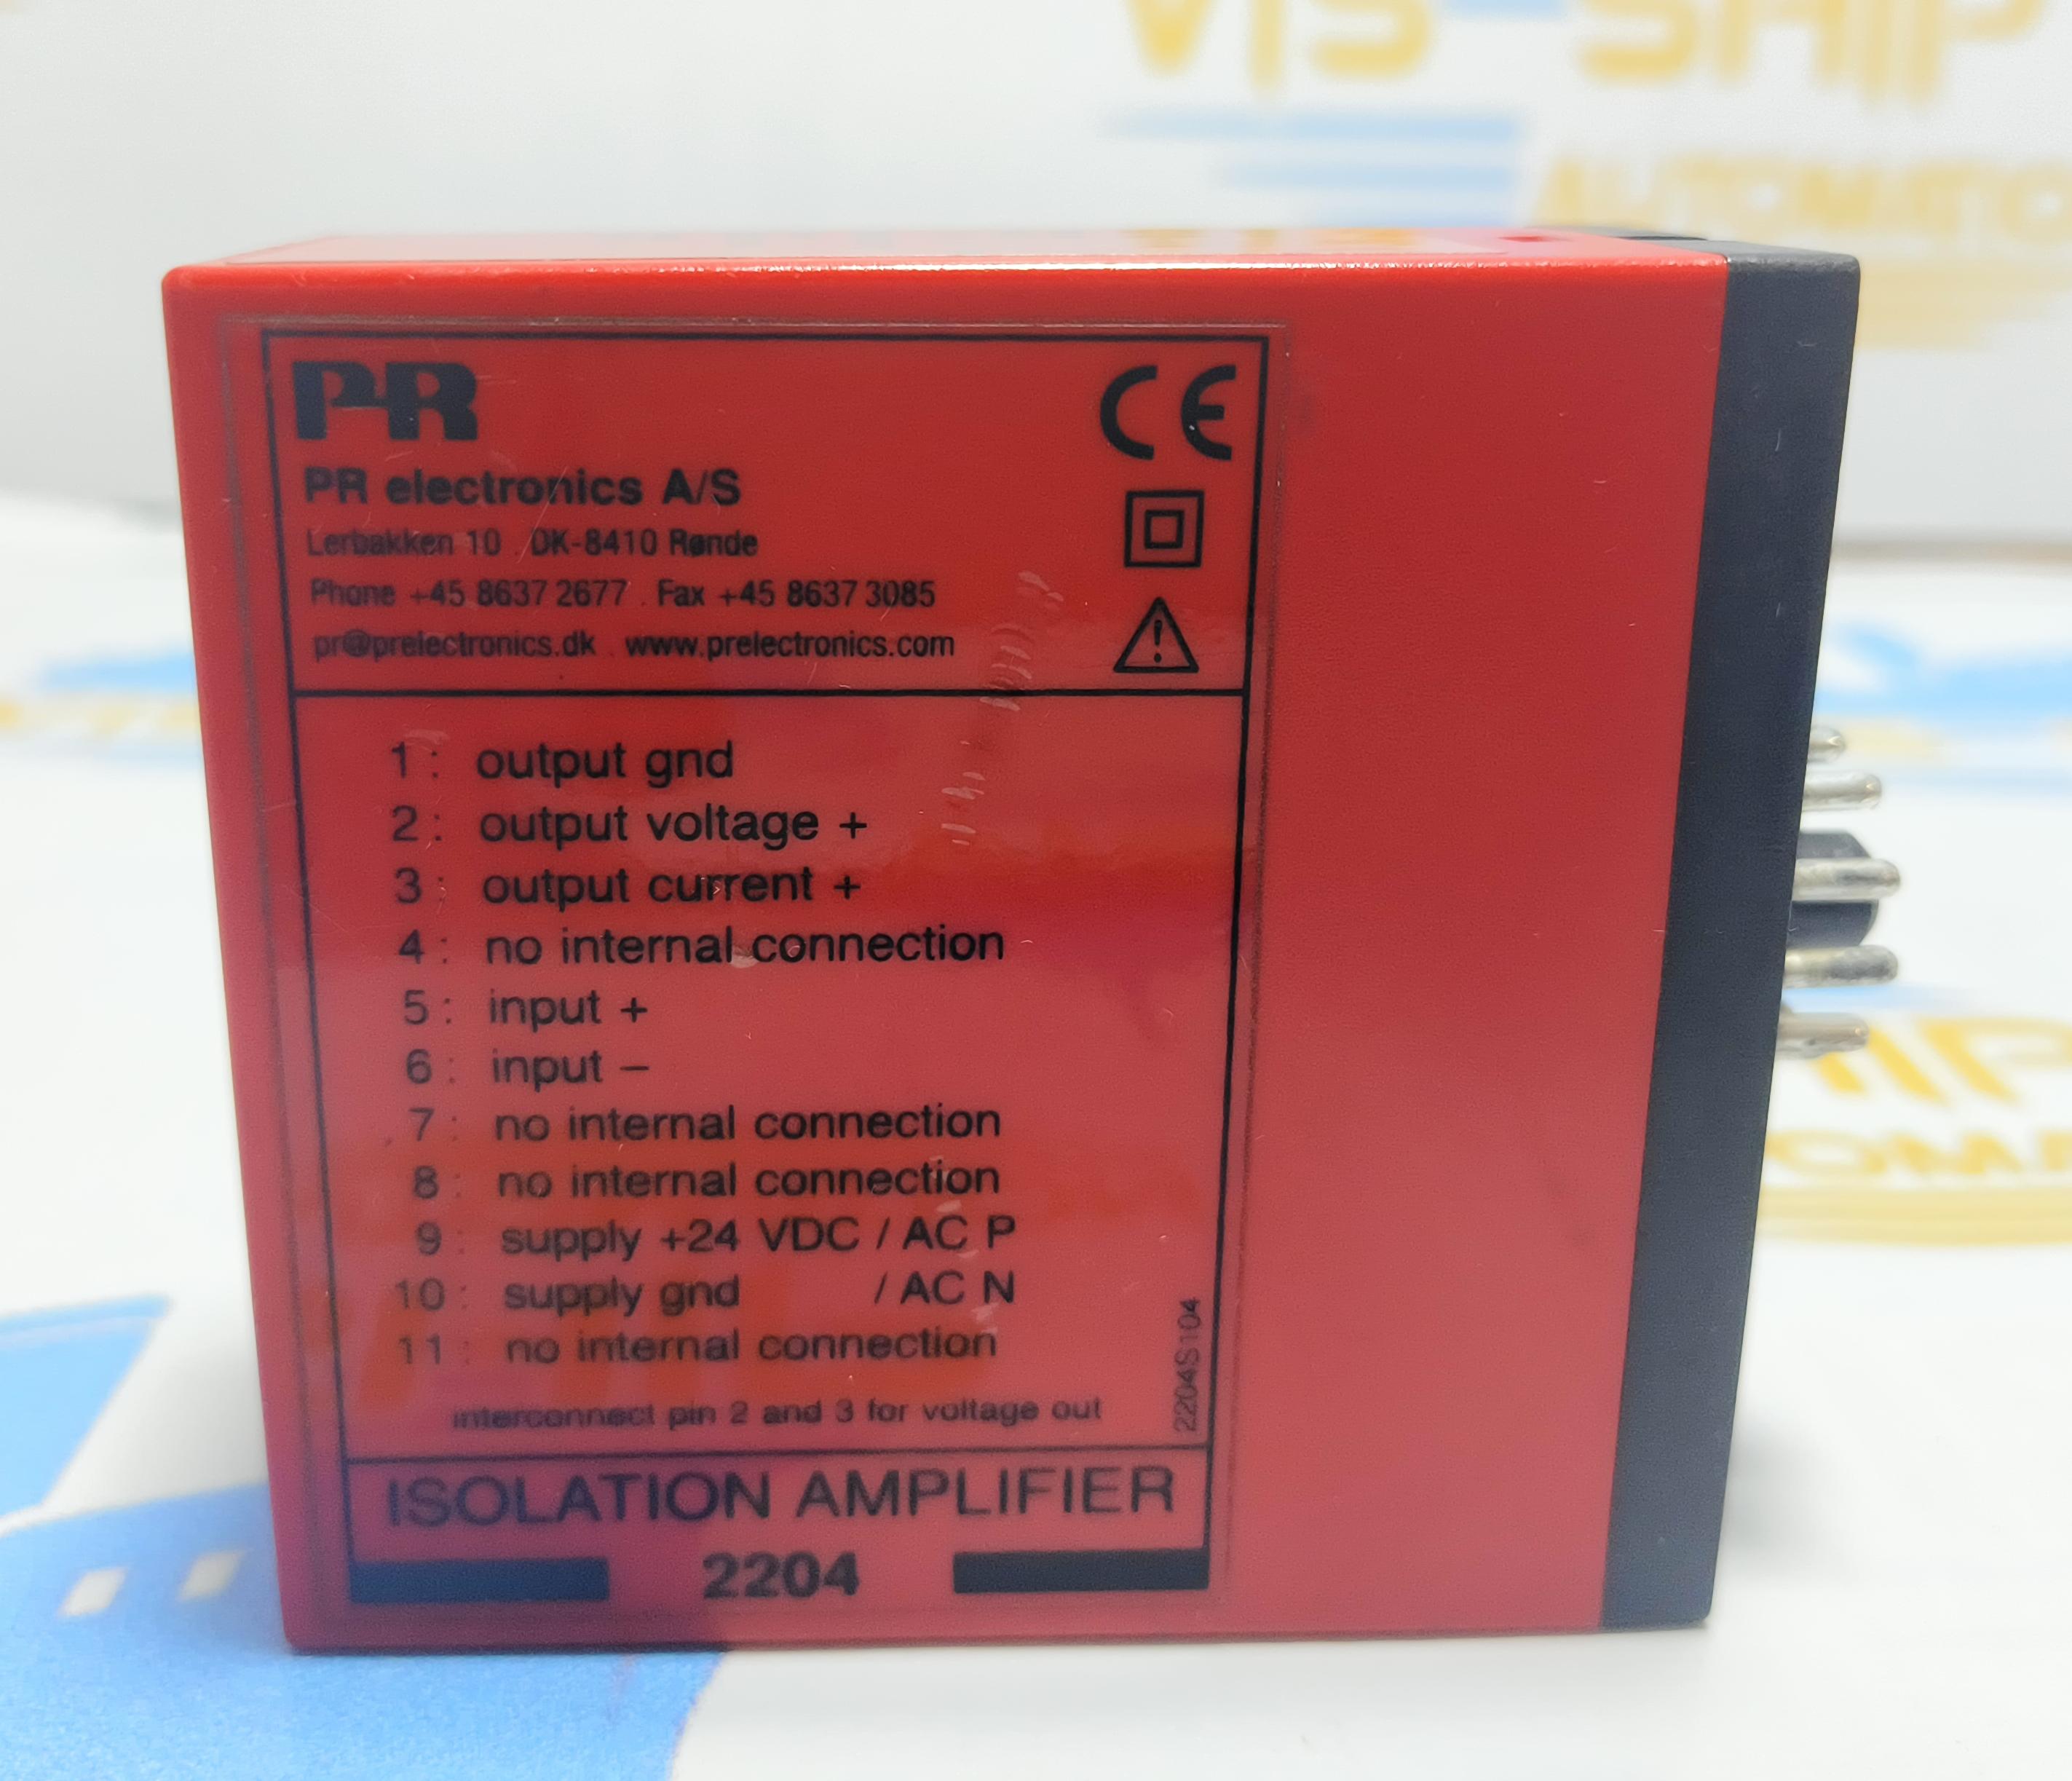 VIS-SHIP
AUTOMATIO
PR
CE
PR electronics A/S
Lerbakken 10 . DK-8410 Rønde
Phone +45 8637 2677 . Fax +45 8637 3085
pr@prelectronics.dk . www.prelectronics.com
1 : output gnd
2 : output voltage +
3 : output current +
4 : no internal connection
5 : input +
6 : input –
7 : no internal connection
8 : no internal connection
9 : supply +24 VDC / AC P
10 : supply gnd / AC N
11 : no internal connection
interconnect pin 2 and 3 for voltage out
2204S104
ISOLATION AMPLIFIER
2204